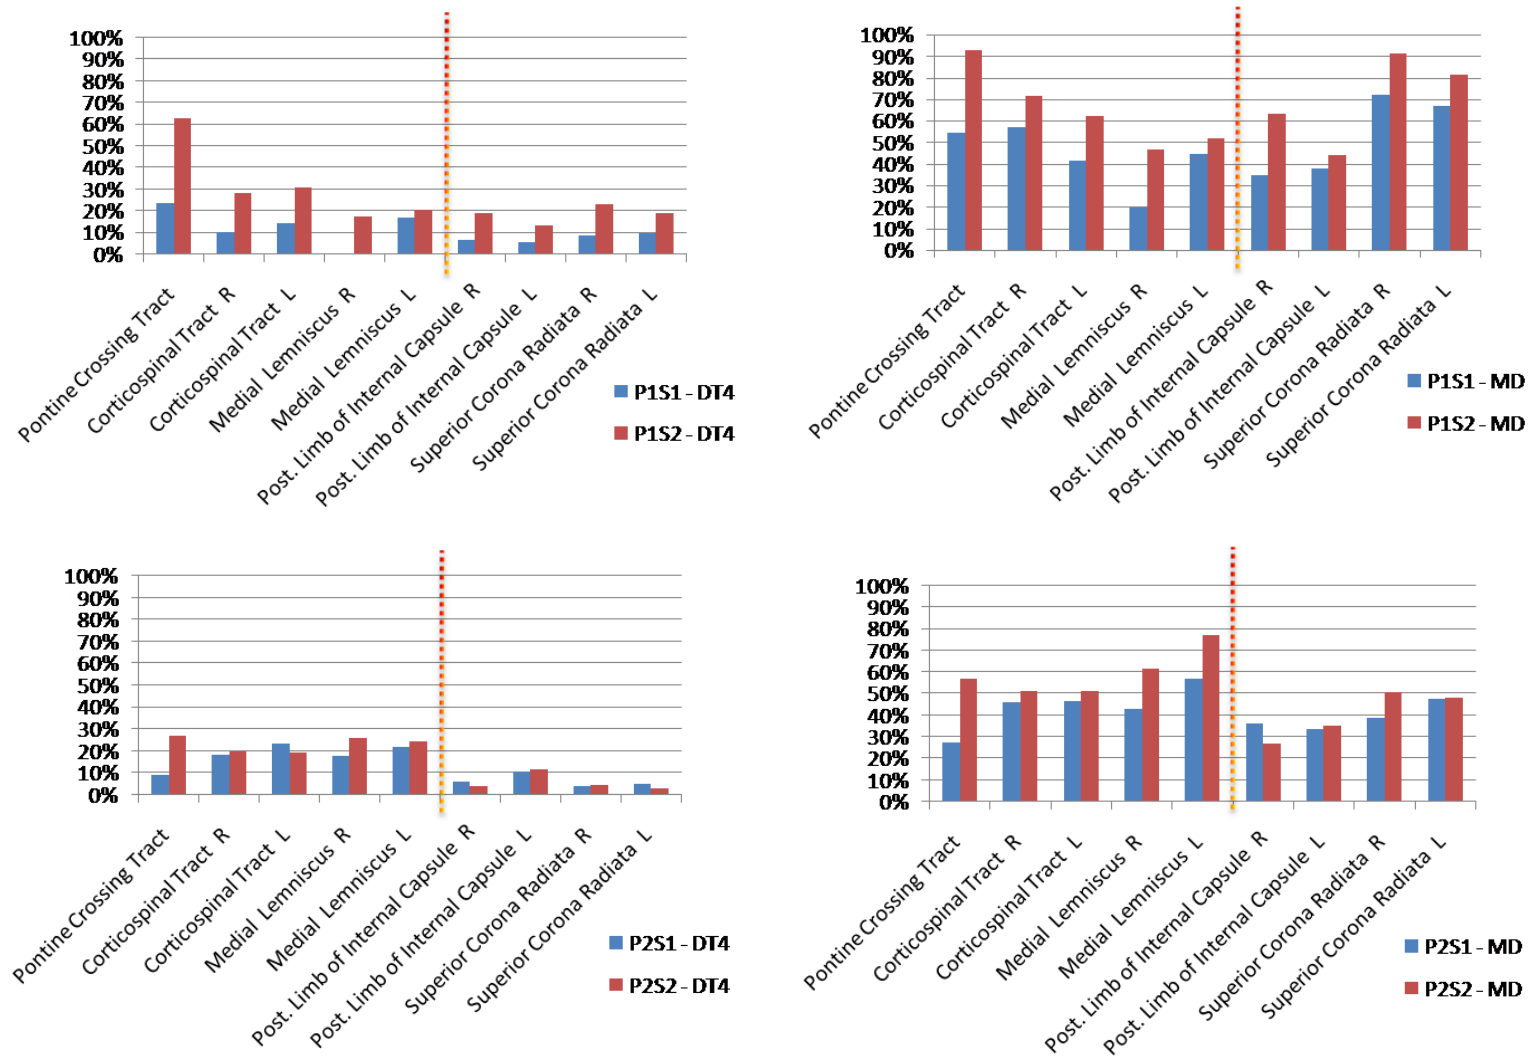 100%
90%
80%
70%
60%
50%
40%
30%
20%
10%
0%
Pontine Crossing Tract
Corticospinal Tract R
Corticospinal Tract L
Medial Lemniscus R
Medial Lemniscus L
Post. Limb of Internal Capsule R
Post. Limb of Internal Capsule L
Superior Corona Radiata R
Superior Corona Radiata L
P1S1 - DT4
P1S2 - DT4
100%
90%
80%
70%
60%
50%
40%
30%
20%
10%
0%
Pontine Crossing Tract
Corticospinal Tract R
Corticospinal Tract L
Medial Lemniscus R
Medial Lemniscus L
Post. Limb of Internal Capsule R
Post. Limb of Internal Capsule L
Superior Corona Radiata R
Superior Corona Radiata L
P1S1 - MD
P1S2 - MD
100%
90%
80%
70%
60%
50%
40%
30%
20%
10%
0%
Pontine Crossing Tract
Corticospinal Tract R
Corticospinal Tract L
Medial Lemniscus R
Medial Lemniscus L
Post. Limb of Internal Capsule R
Post. Limb of Internal Capsule L
Superior Corona Radiata R
Superior Corona Radiata L
P2S1 - DT4
P2S2 - DT4
100%
90%
80%
70%
60%
50%
40%
30%
20%
10%
0%
Pontine Crossing Tract
Corticospinal Tract R
Corticospinal Tract L
Medial Lemniscus R
Medial Lemniscus L
Post. Limb of Internal Capsule R
Post. Limb of Internal Capsule L
Superior Corona Radiata R
Superior Corona Radiata L
P2S1 - MD
P2S2 - MD